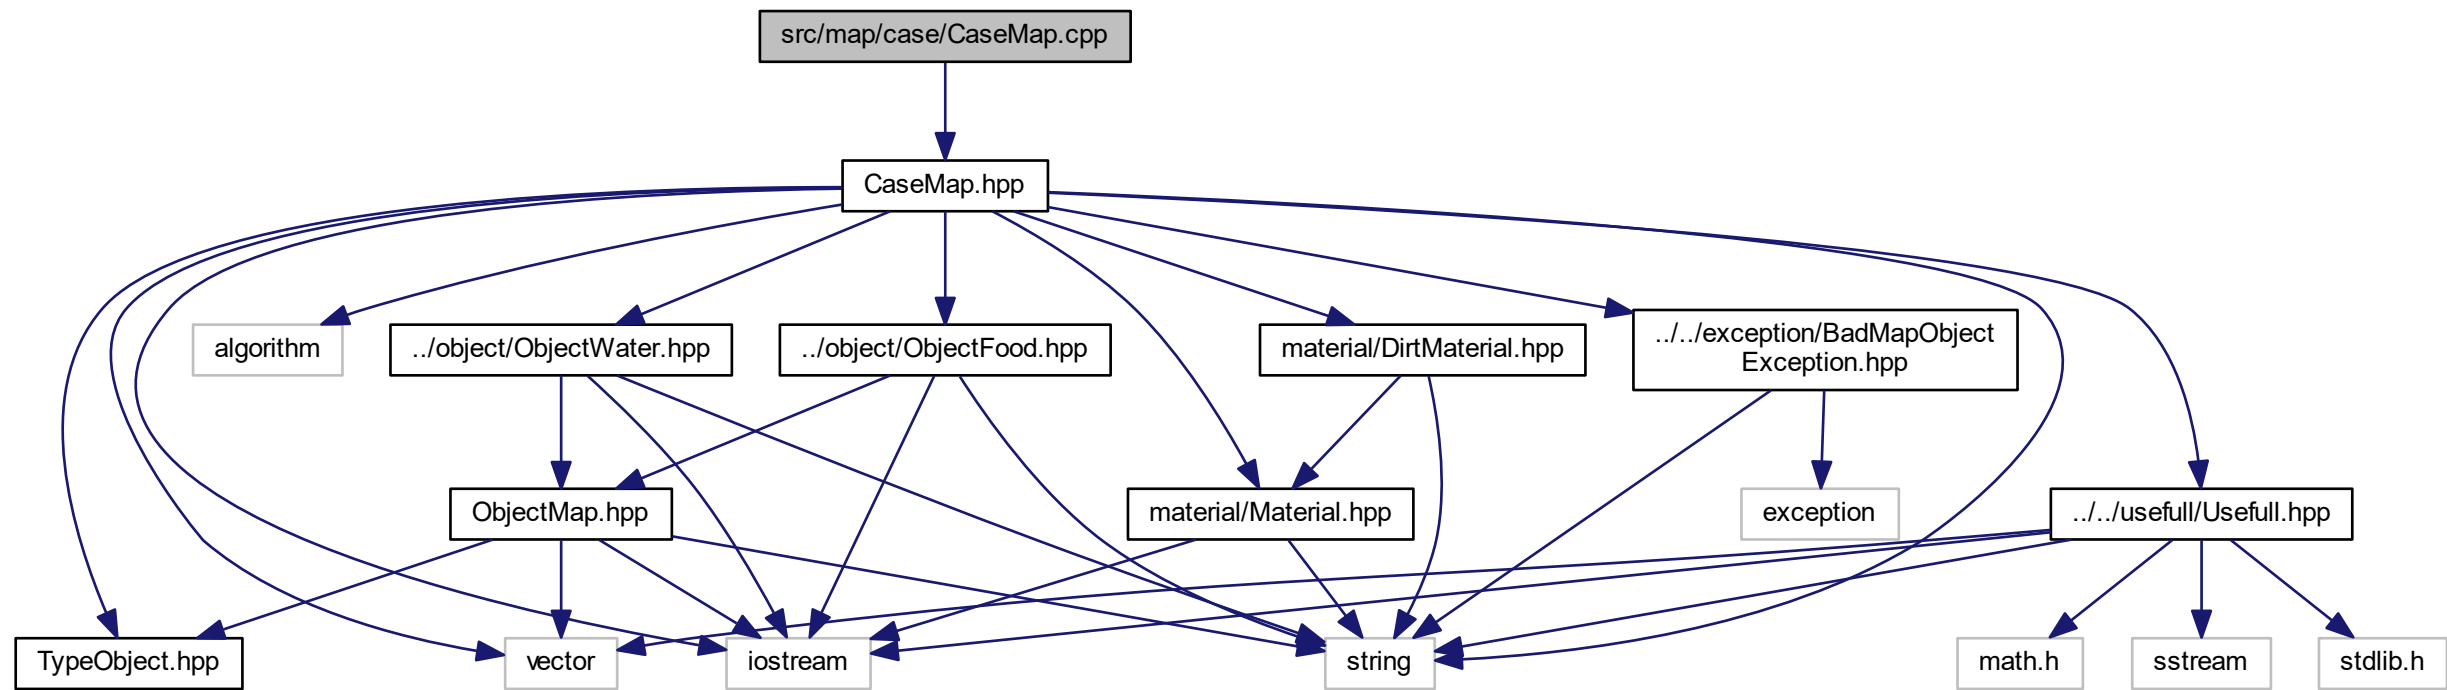 src/map/case/CaseMap.cpp
CaseMap.hpp
algorithm
../object/ObjectWater.hpp
../object/ObjectFood.hpp
material/DirtMaterial.hpp
../../exception/BadMapObject
Exception.hpp
ObjectMap.hpp
material/Material.hpp
exception
../../usefull/Usefull.hpp
TypeObject.hpp
vector
iostream
string
math.h
sstream
stdlib.h